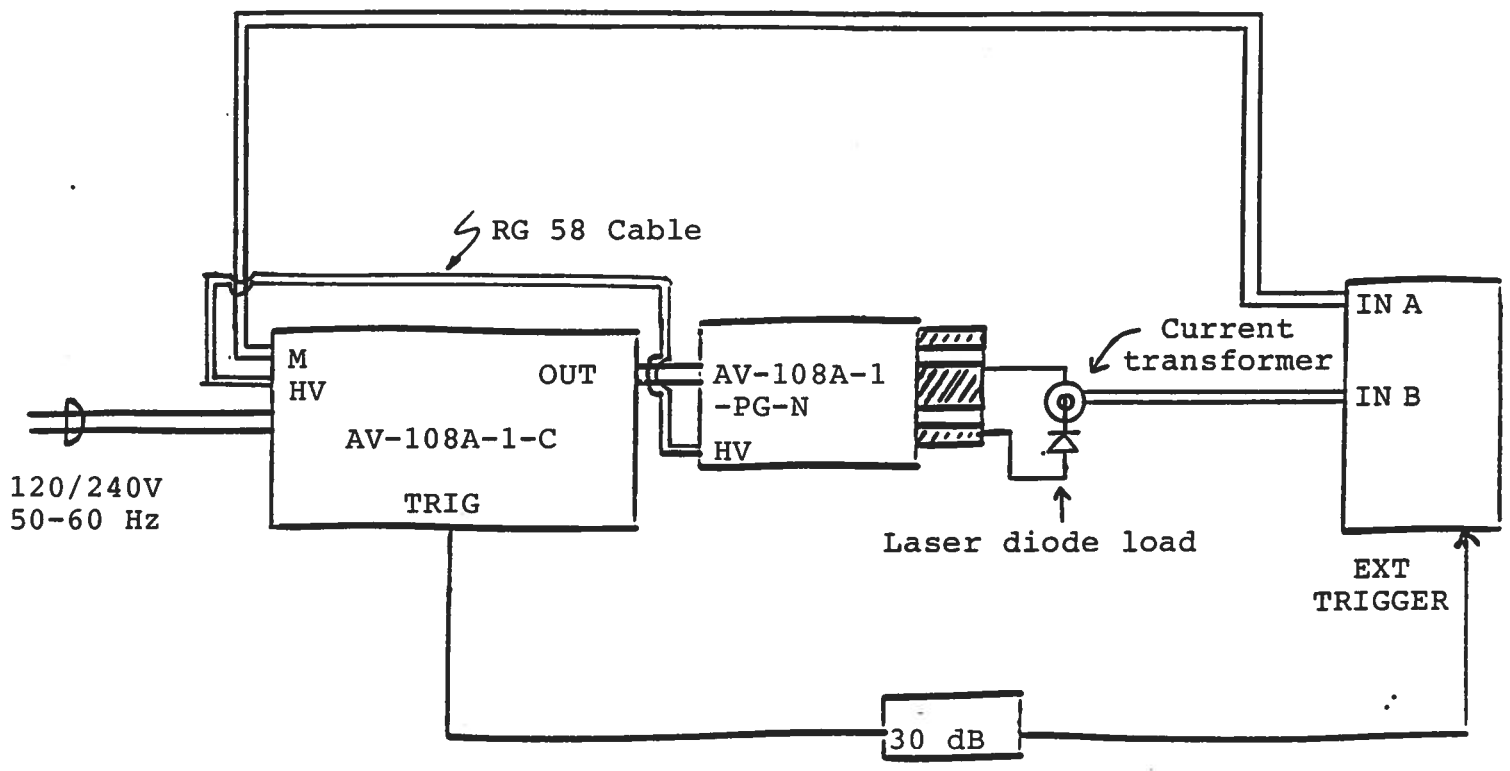 RG 58 Cable
IN A
Current
transformer
M
OUT
AV-108A-1
HV
IN B
-PG-N
AV-108A-1-C
HV
120/240V
TRIG
50-60 Hz
Laser diode load
EXT
TRIGGER
30 dB